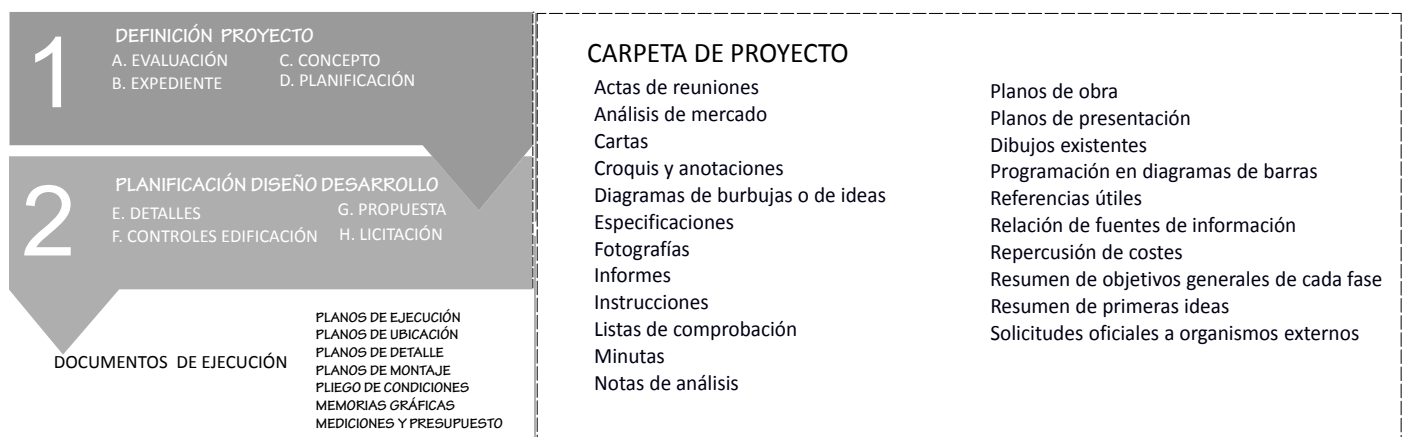 1
DEFINICIÓN PROYECTO
A. EVALUACIÓN
C. CONCEPTO
B. EXPEDIENTE
D. PLANIFICACIÓN
2
PLANIFICACIÓN DISEÑO DESARROLLO
E. DETALLES
G. PROPUESTA
F. CONTROLES EDIFICACIÓN
H. LICITACIÓN
DOCUMENTOS DE EJECUCIÓN
PLANOS DE EJECUCIÓN
PLANOS DE UBICACIÓN
PLANOS DE DETALLE
PLANOS DE MONTAJE
PLIEGO DE CONDICIONES
MEMORIAS GRÁFICAS
MEDICIONES Y PRESUPUESTO
CARPETA DE PROYECTO
Actas de reuniones
Análisis de mercado
Cartas
Croquis y anotaciones
Diagramas de burbujas o de ideas
Especificaciones
Fotografías
Informes
Instrucciones
Listas de comprobación
Minutas
Notas de análisis
Planos de obra
Planos de presentación
Dibujos existentes
Programación en diagramas de barras
Referencias útiles
Relación de fuentes de información
Repercusión de costes
Resumen de objetivos generales de cada fase
Resumen de primeras ideas
Solicitudes oficiales a organismos externos